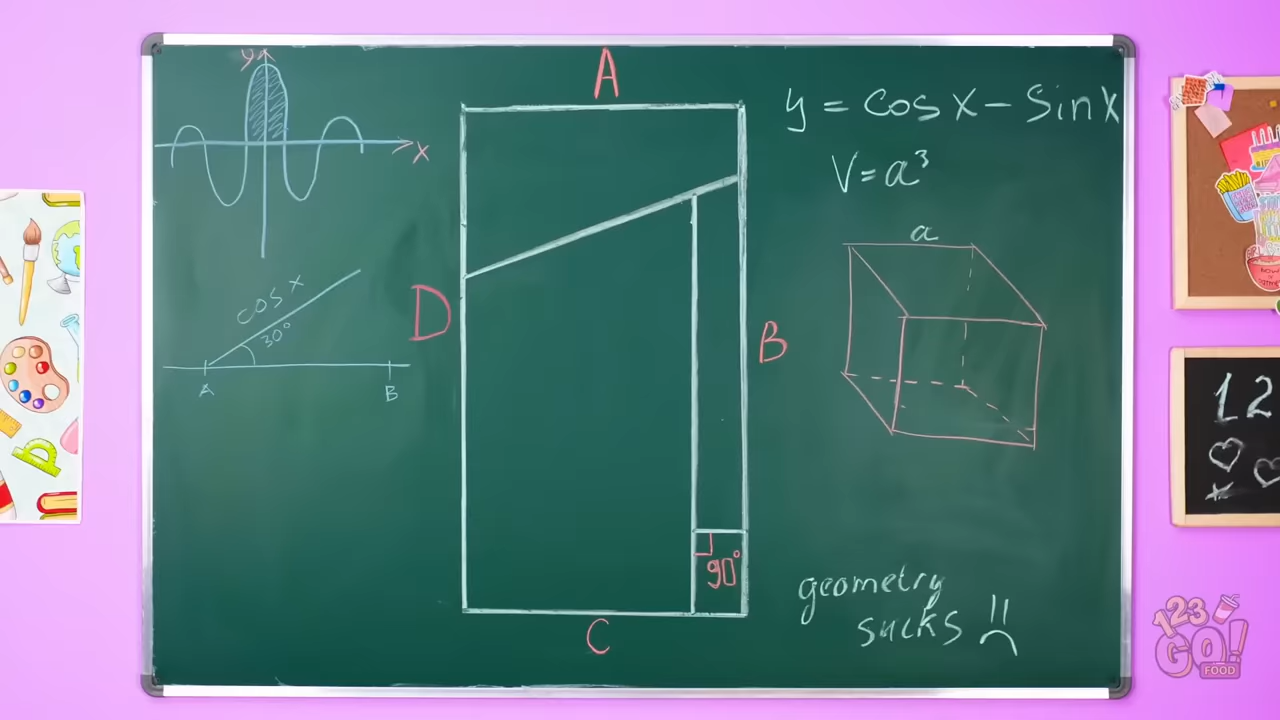 y
x
cos x
30°
A
B
A
D
B
C
90°
y = cos x - sin x
V = a³
a
geometry
sucks
12
123
GO!
FOOD